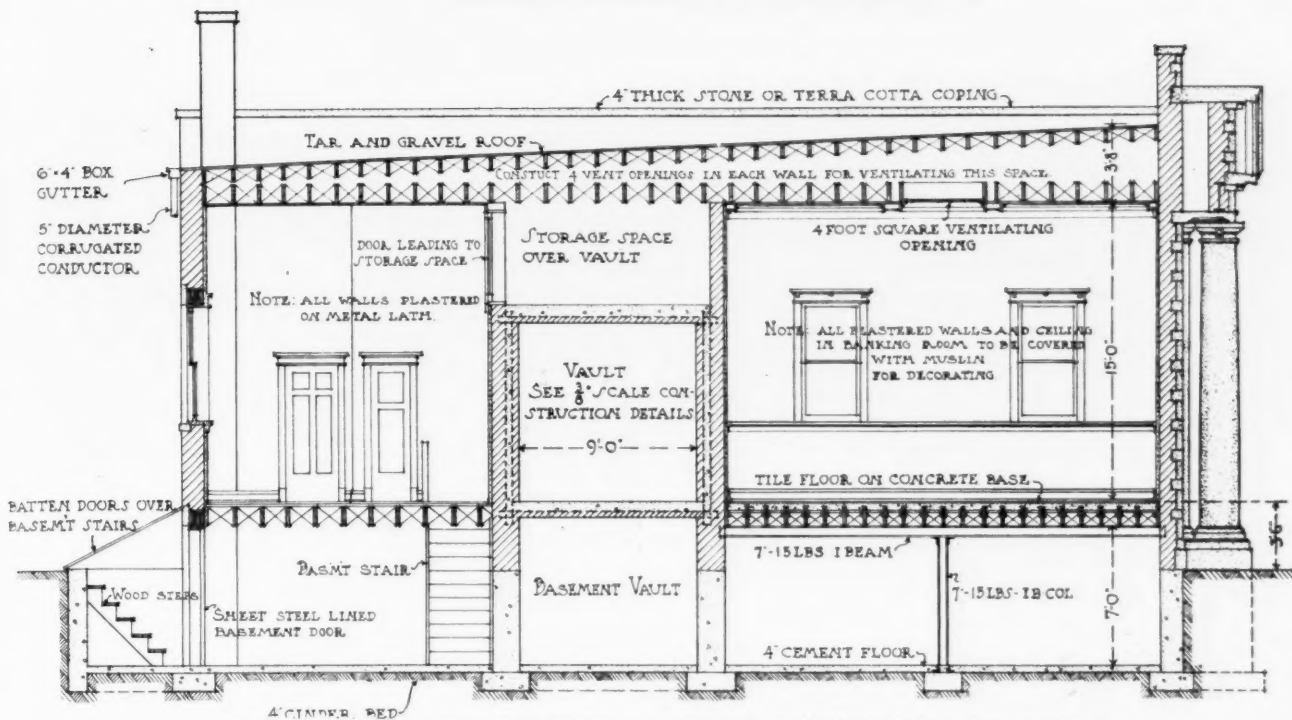 4" THICK STONE OR TERRA COTTA COPING
TAR AND GRAVEL ROOF
6"×4" BOX
GUTTER
CONSTUCT 4 VENT OPENINGS IN EACH WALL FOR VENTILATING THIS SPACE.
3'-8"
5" DIAMETER
CORRUGATED
CONDUCTOR
DOOR LEADING TO
STORAGE SPACE
STORAGE SPACE
OVER VAULT
4 FOOT SQUARE VENTILATING
OPENING
NOTE: ALL WALLS PLASTERED
ON METAL LATH.
NOTE: ALL PLASTERED WALLS AND CEILING
IN BANKING ROOM TO BE COVERED
WITH MUSLIN
FOR DECORATING
15'-0"
VAULT
SEE 3/8" SCALE CON-
STRUCTION DETAILS
9'-0"
TILE FLOOR ON CONCRETE BASE
BATTEN DOORS OVER
BASEM'T STAIRS
3'6"
7"-15 LBS I BEAM
BASM'T STAIR
BASEMENT VAULT
7"-15 LBS-I B COL
7'-0"
WOOD STEPS
SHEET STEEL LINED
BASEMENT DOOR
4" CEMENT FLOOR
4" CINDER BED